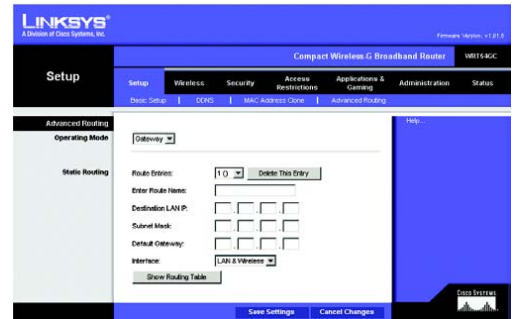 LINKSYS®
A Division of Cisco Systems, Inc.
Firmware Version: v1.01.6
Compact Wireless-G Broadband Router WRT54GC
Setup
Setup Wireless Security Access Restrictions Applications & Gaming Administration Status
Basic Setup | DDNS | MAC Address Clone | Advanced Routing
Advanced Routing
Help...
Operating Mode
Gateway
Static Routing
Route Entries: 1 () Delete This Entry
Enter Route Name:
Destination LAN IP: . . .
Subnet Mask: . . .
Default Gateway: . . .
Interface: LAN & Wireless
Show Routing Table
CISCO SYSTEMS
Save Settings Cancel Changes